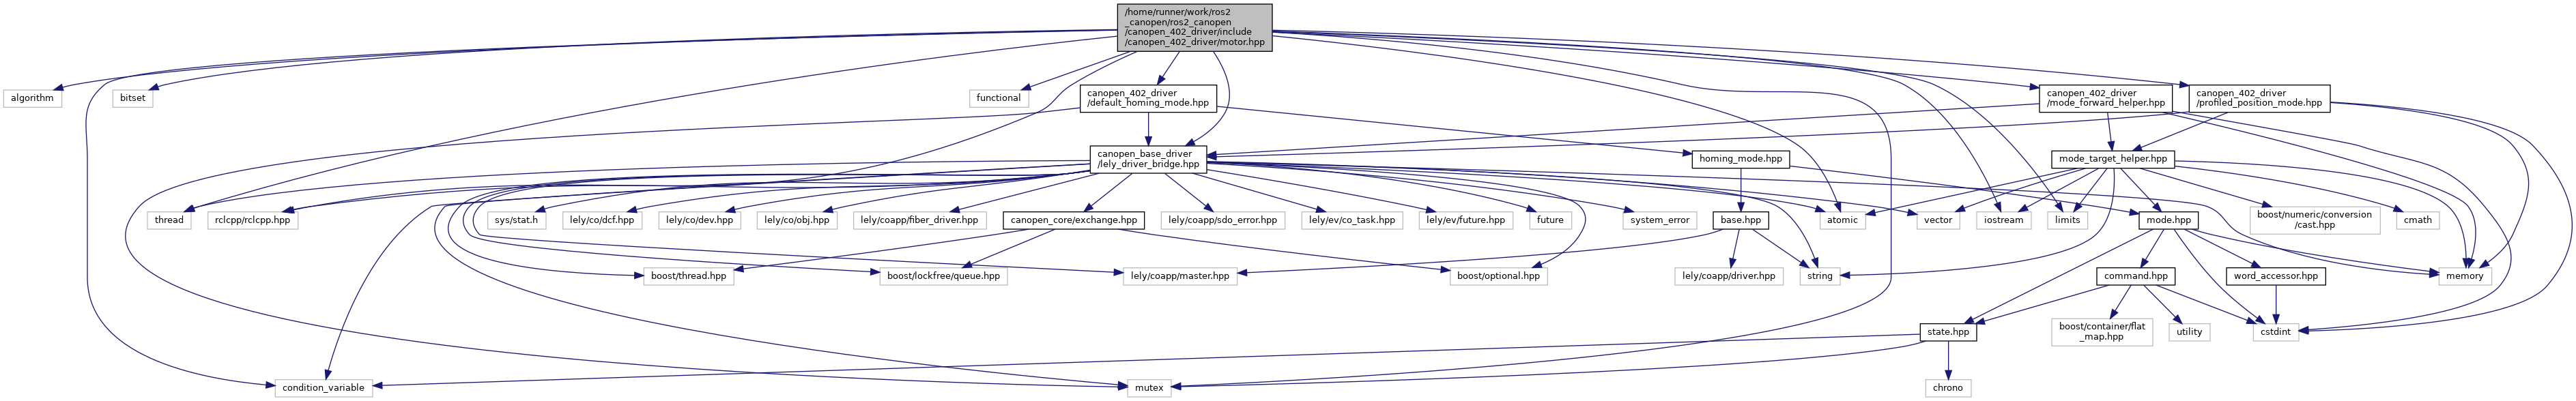 /home/runner/work/ros2
_canopen/ros2_canopen
/canopen_402_driver/include
/canopen_402_driver/motor.hpp
algorithm
bitset
functional
canopen_402_driver
/default_homing_mode.hpp
canopen_402_driver
/mode_forward_helper.hpp
canopen_402_driver
/profiled_position_mode.hpp
canopen_base_driver
/lely_driver_bridge.hpp
homing_mode.hpp
mode_target_helper.hpp
thread
rclcpp/rclcpp.hpp
sys/stat.h
lely/co/dcf.hpp
lely/co/dev.hpp
lely/co/obj.hpp
lely/coapp/fiber_driver.hpp
canopen_core/exchange.hpp
lely/coapp/sdo_error.hpp
lely/ev/co_task.hpp
lely/ev/future.hpp
future
system_error
base.hpp
atomic
vector
iostream
limits
mode.hpp
boost/numeric/conversion
/cast.hpp
cmath
boost/thread.hpp
boost/lockfree/queue.hpp
lely/coapp/master.hpp
boost/optional.hpp
lely/coapp/driver.hpp
string
command.hpp
word_accessor.hpp
memory
state.hpp
boost/container/flat
_map.hpp
utility
cstdint
condition_variable
mutex
chrono